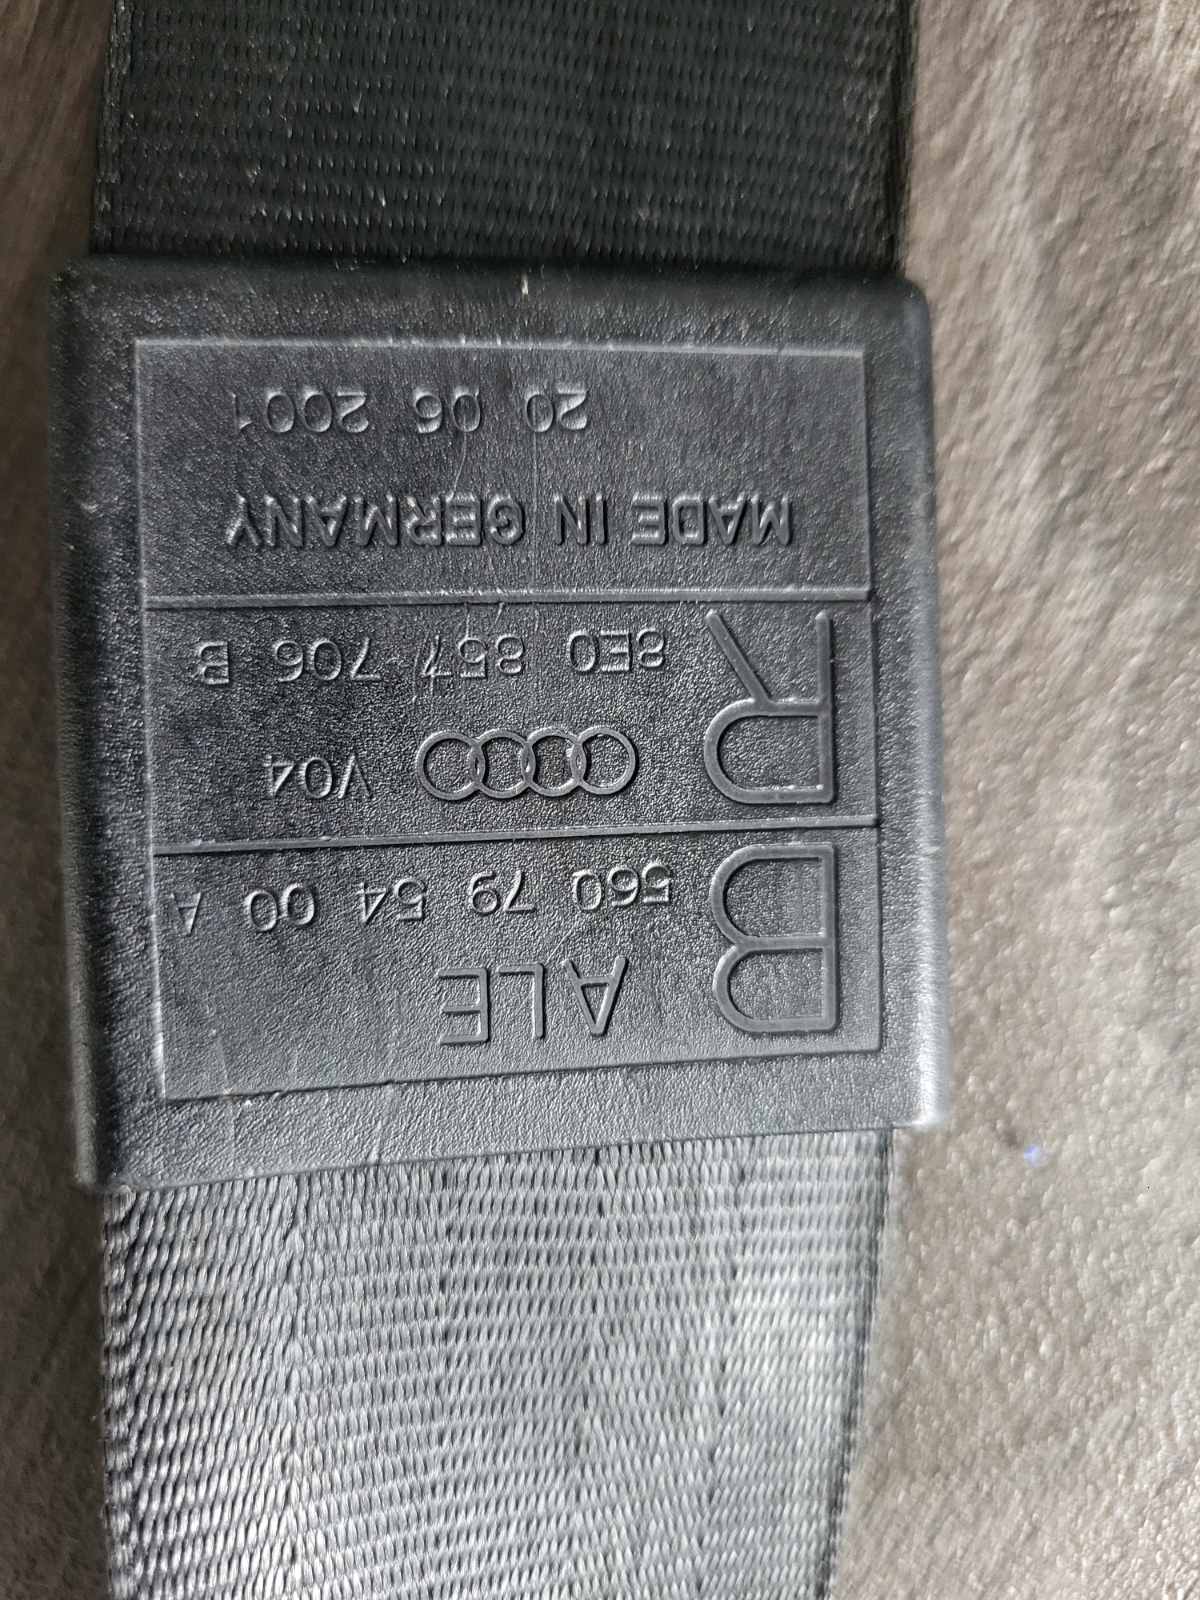 B ALE
560 79 54 00 A
R V04
8E0 857 706 B
MADE IN GERMANY
20 06 2001